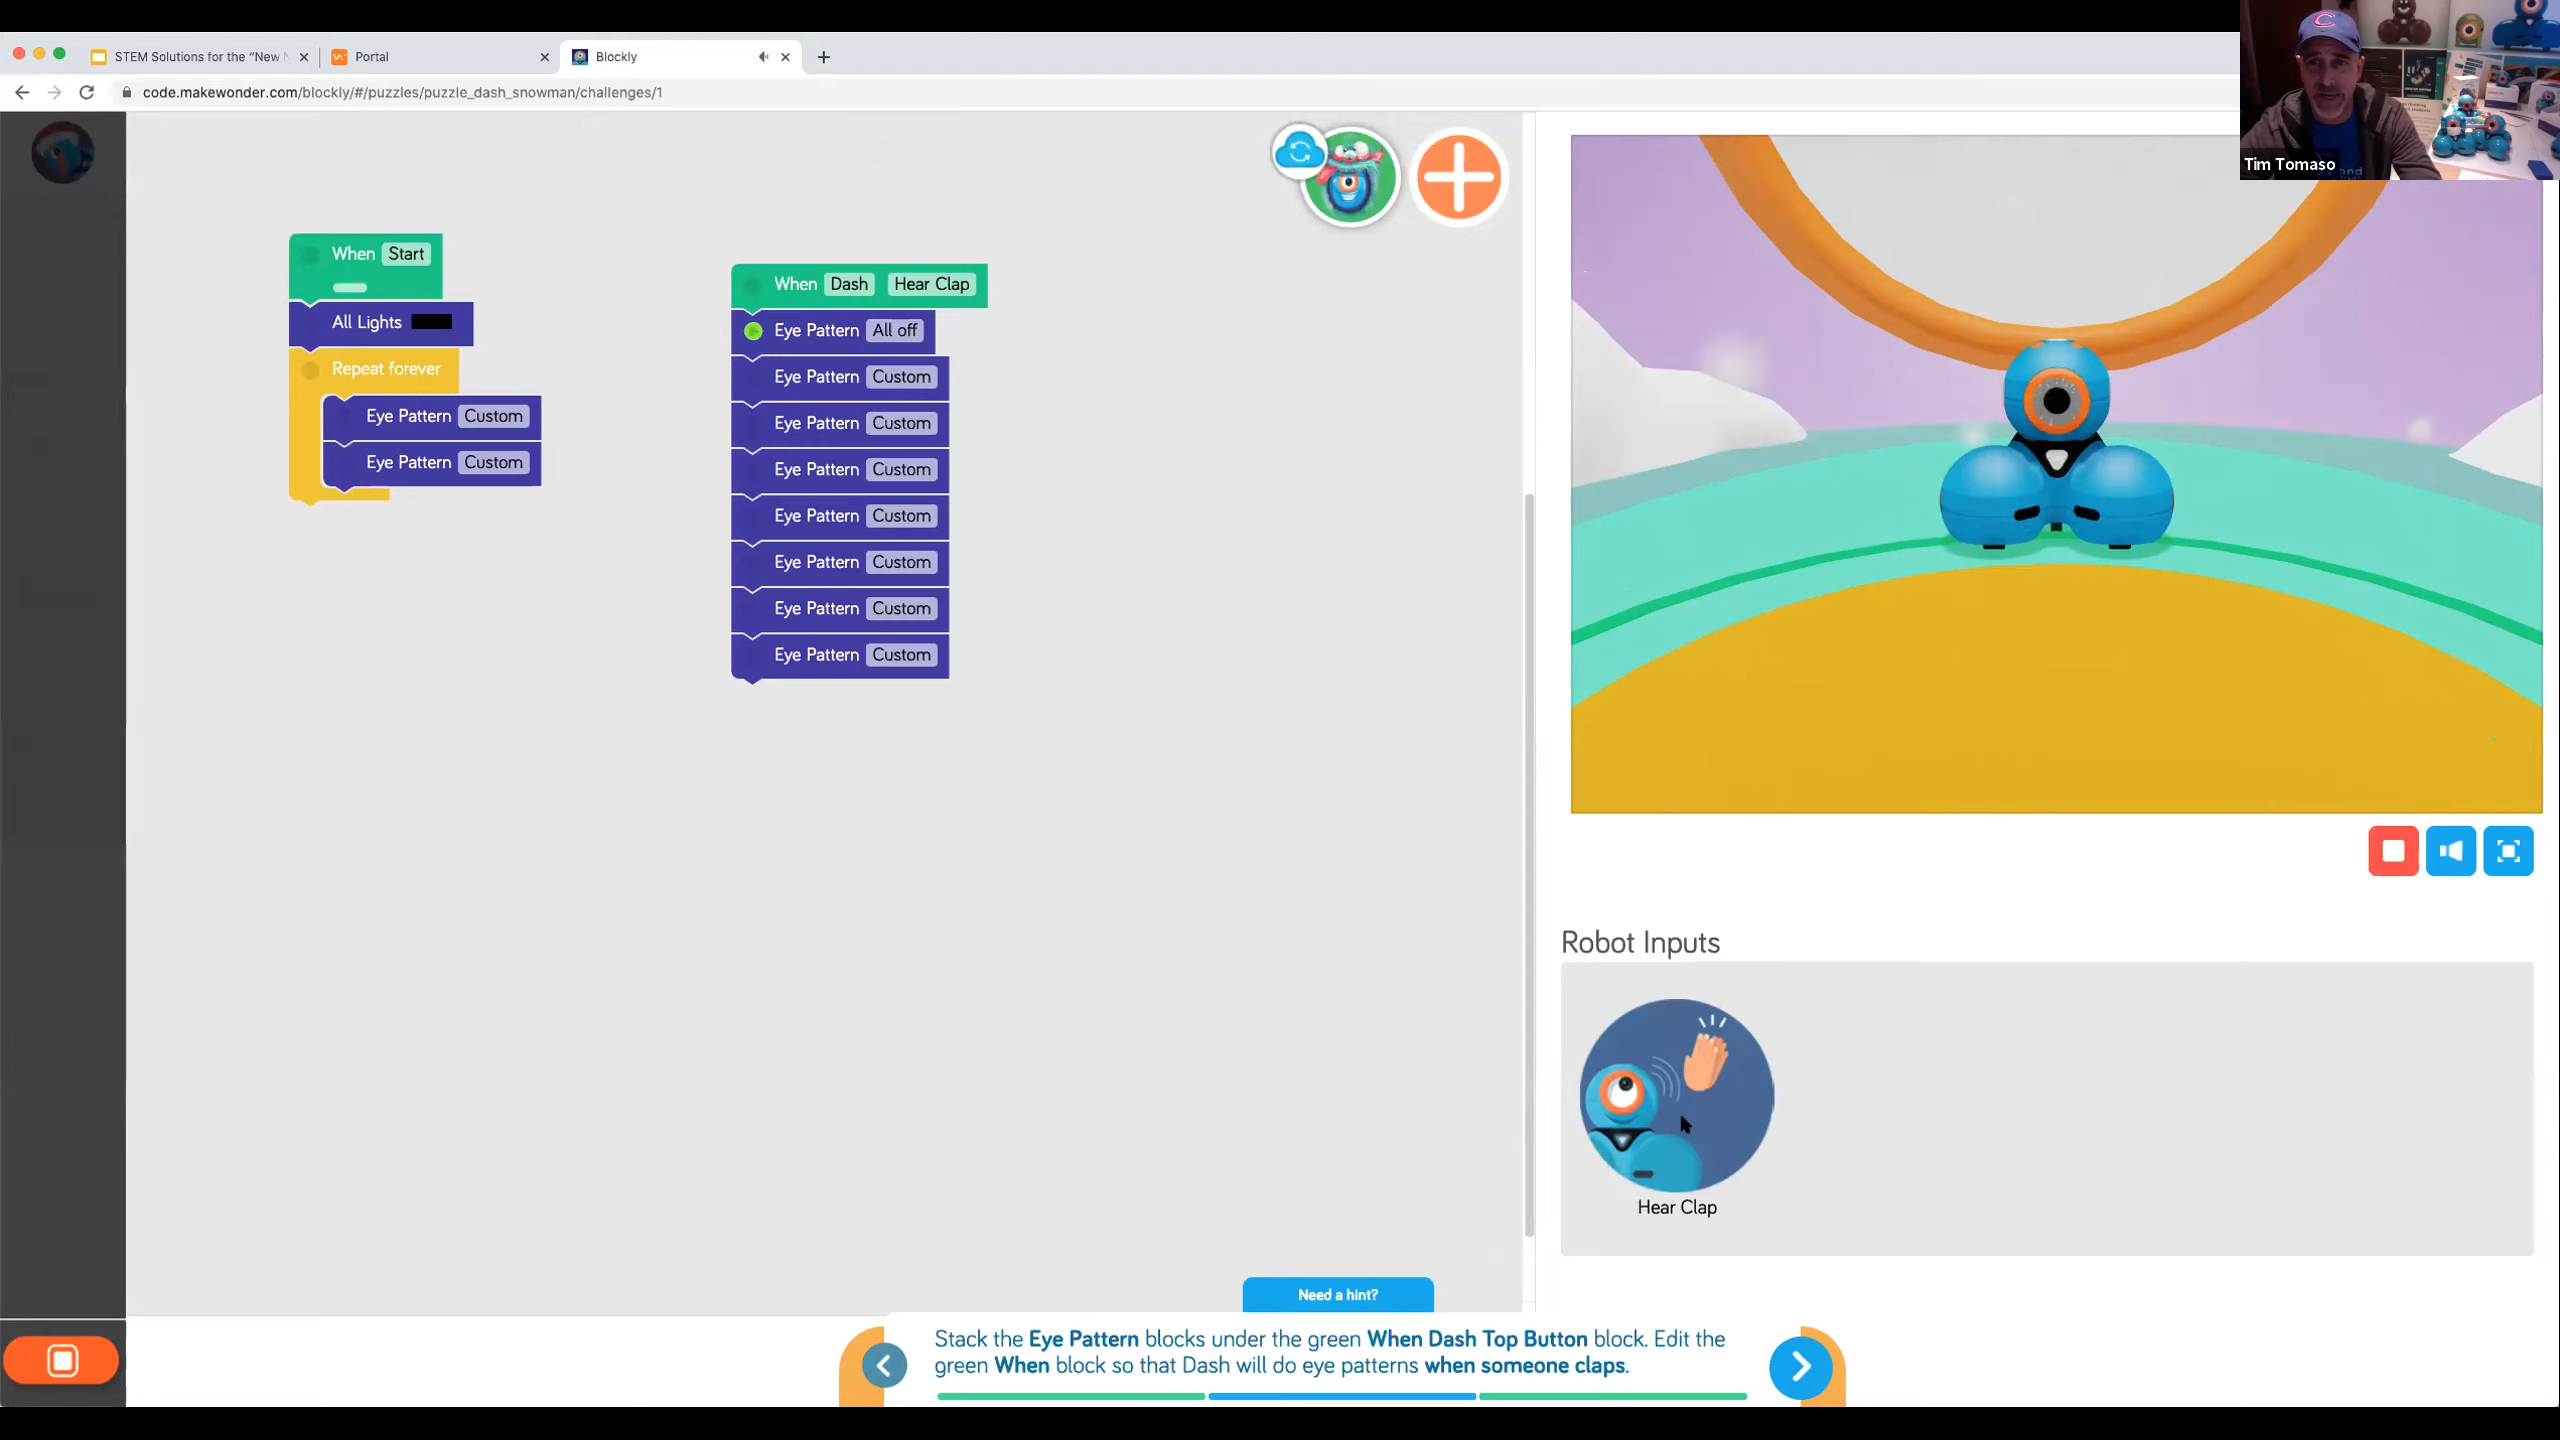 STEM Solutions for the “New
Portal
Blockly
code.makewonder.com/blockly/#/puzzles/puzzle_dash_snowman/challenges/1
C
Tim Tomaso
When Start
All Lights
Repeat forever
Eye Pattern Custom
Eye Pattern Custom
When Dash Hear Clap
Eye Pattern All off
Eye Pattern Custom
Eye Pattern Custom
Eye Pattern Custom
Eye Pattern Custom
Eye Pattern Custom
Eye Pattern Custom
Eye Pattern Custom
Robot Inputs
Hear Clap
Need a hint?
Stack the Eye Pattern blocks under the green When Dash Top Button block. Edit the
green When block so that Dash will do eye patterns when someone claps.